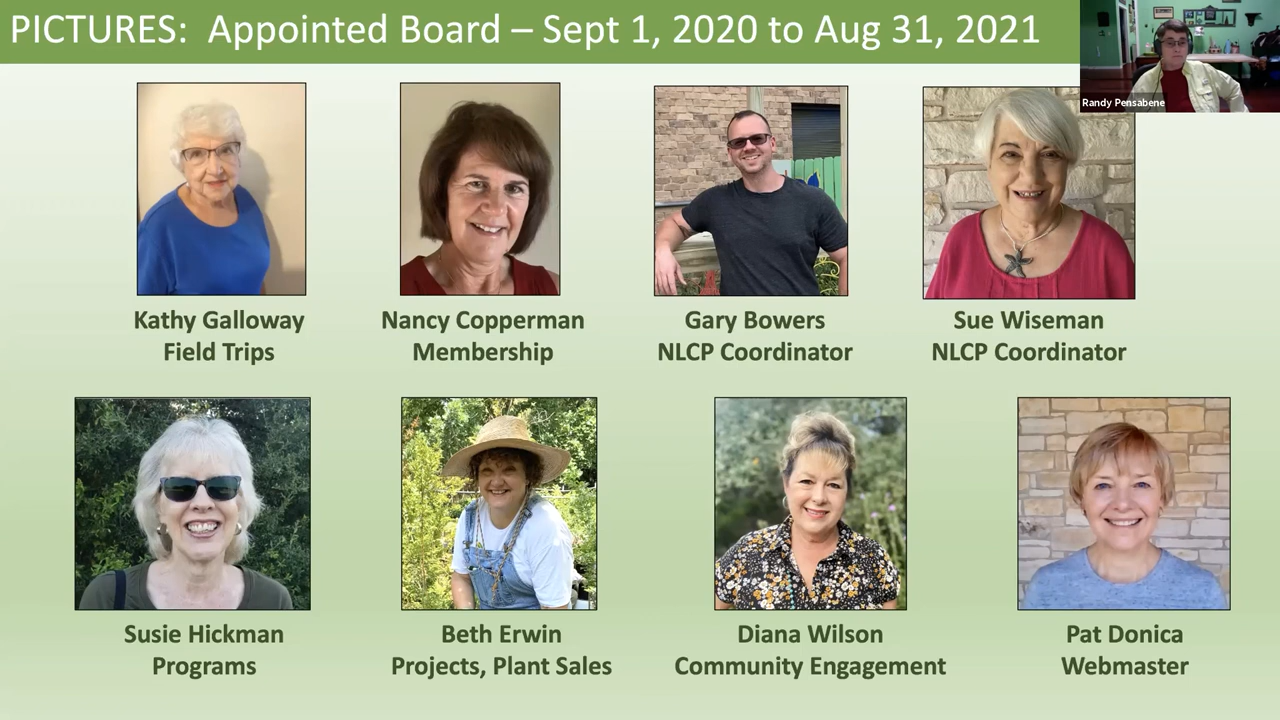 PICTURES:  Appointed Board – Sept 1, 2020 to Aug 31, 2021
Randy Pensabene
Kathy Galloway
Field Trips
Nancy Copperman
Membership
Gary Bowers
NLCP Coordinator
Sue Wiseman
NLCP Coordinator
Susie Hickman
Programs
Beth Erwin
Projects, Plant Sales
Diana Wilson
Community Engagement
Pat Donica
Webmaster